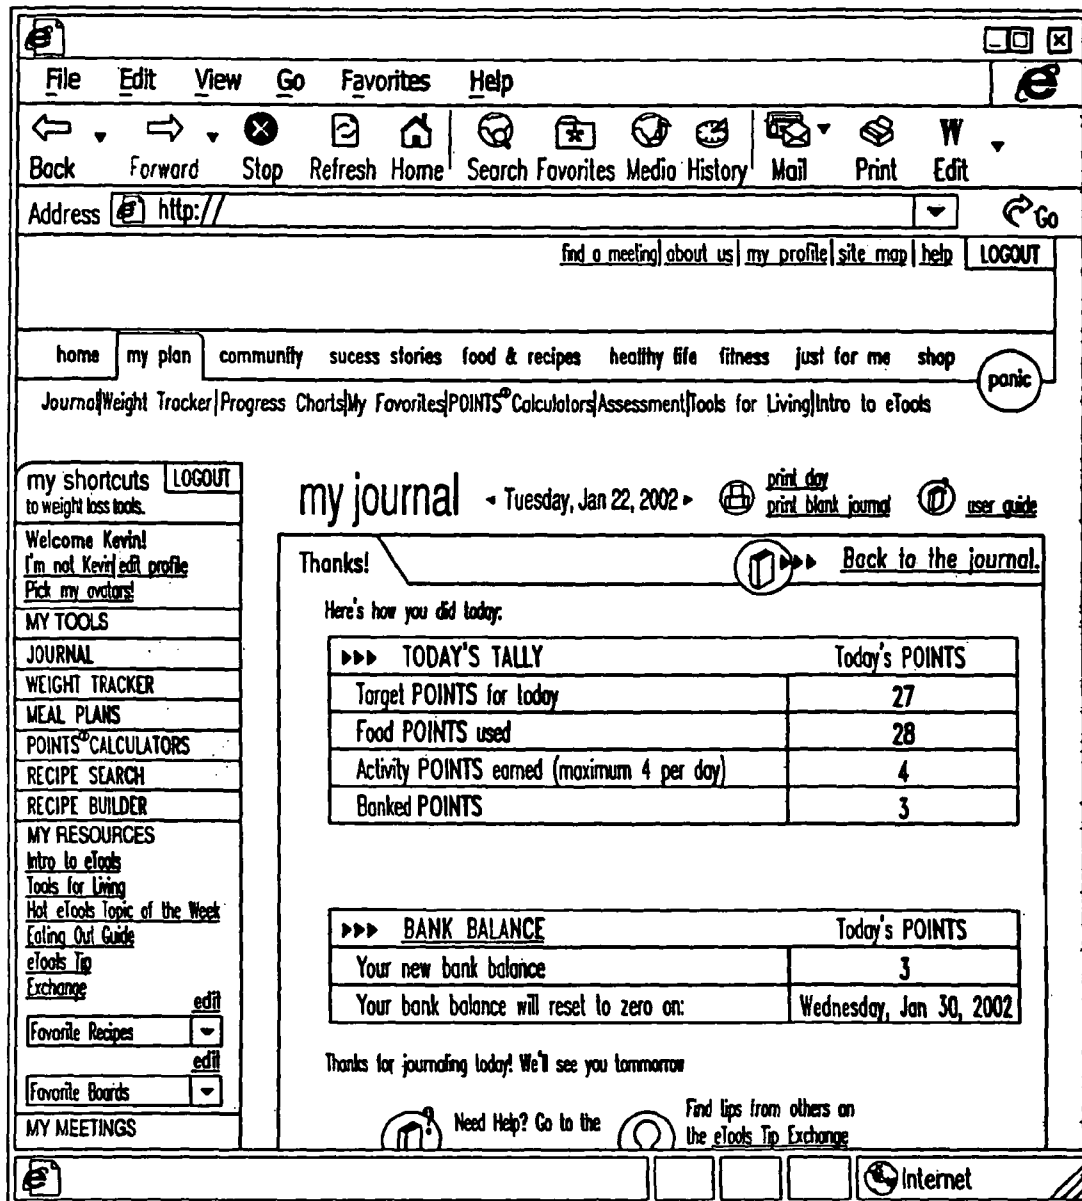 File Edit View Go Favorites Help
Back Forward Stop Refresh Home Search Favorites Media History Mail Print Edit
Address http:// Go
find a meeting| about us| my profile| site map| help LOGOUT
home my plan community sucess stories food & recipes healthy life fitness just for me shop
panic
Journal|Weight Tracker|Progress Charts|My Favorites|POINTS® Calculators|Assessment|Tools for Living|Intro to eTools
my shortcuts LOGOUT
to weight loss tools.
Welcome Kevin!
I'm not Kevin| edit profile
Pick my avatars!
MY TOOLS
JOURNAL
WEIGHT TRACKER
MEAL PLANS
POINTS® CALCULATORS
RECIPE SEARCH
RECIPE BUILDER
MY RESOURCES
Intro to eTools
Tools for Living
Hot eTools Topic of the Week
Eating Out Guide
eTools Tip
Exchange
edit
Favorite Recipes
edit
Favorite Boards
MY MEETINGS
my journal Tuesday, Jan 22, 2002
print day
print blank journal
user guide
Thanks! Back to the journal.
Here's how you did today:
TODAY'S TALLY Today's POINTS
Target POINTS for today 27
Food POINTS used 28
Activity POINTS earned (maximum 4 per day) 4
Banked POINTS 3
BANK BALANCE Today's POINTS
Your new bank balance 3
Your bank balance will reset to zero on: Wednesday, Jan 30, 2002
Thanks for journaling today! We'll see you tommorrow
Need Help? Go to the
Find tips from others on
the eTools Tip Exchange
Internet